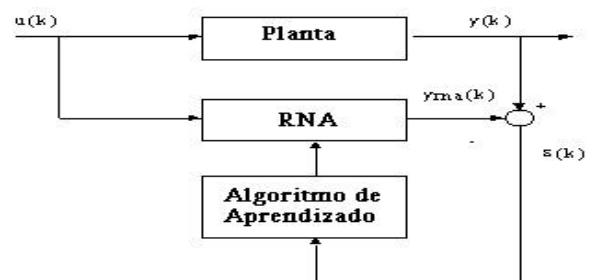 u(k)
Planta
y(k)
yrna(k)
+
RNA
-
ε(k)
Algoritmo de
Aprendizado